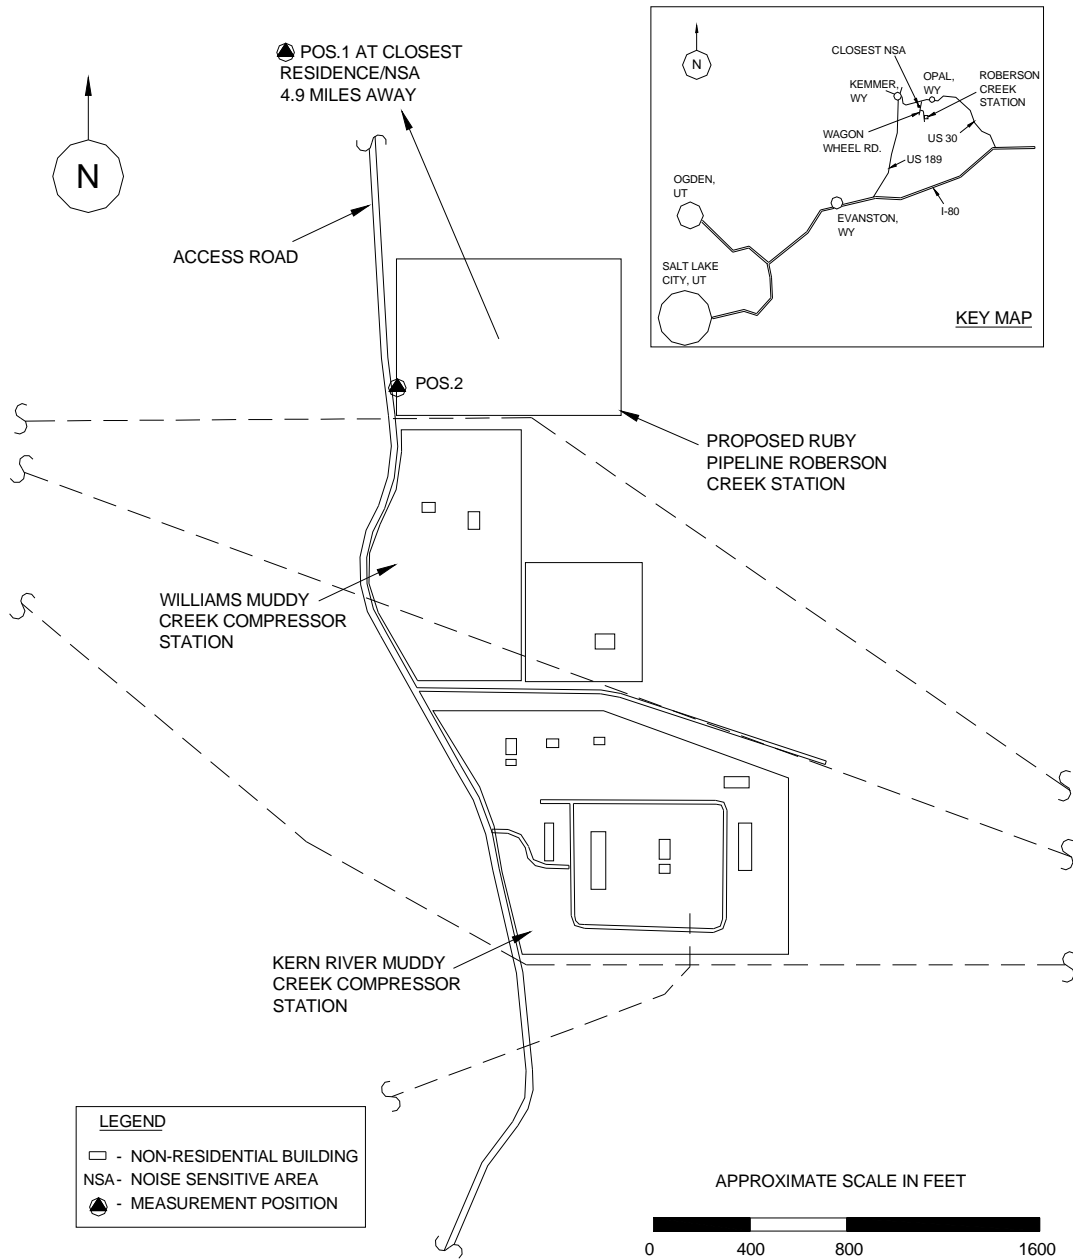 POS.1 AT CLOSEST
RESIDENCE/NSA
4.9 MILES AWAY
N
ACCESS ROAD
POS.2
PROPOSED RUBY
PIPELINE ROBERSON
CREEK STATION
WILLIAMS MUDDY
CREEK COMPRESSOR
STATION
KERN RIVER MUDDY
CREEK COMPRESSOR
STATION
N
CLOSEST NSA
KEMMER,
WY
OPAL,
WY
ROBERSON
CREEK
STATION
WAGON
WHEEL RD.
US 30
US 189
OGDEN,
UT
I-80
EVANSTON,
WY
SALT LAKE
CITY, UT
KEY MAP
LEGEND
- NON-RESIDENTIAL BUILDING
NSA- NOISE SENSITIVE AREA
- MEASUREMENT POSITION
APPROXIMATE SCALE IN FEET
0 400 800 1600